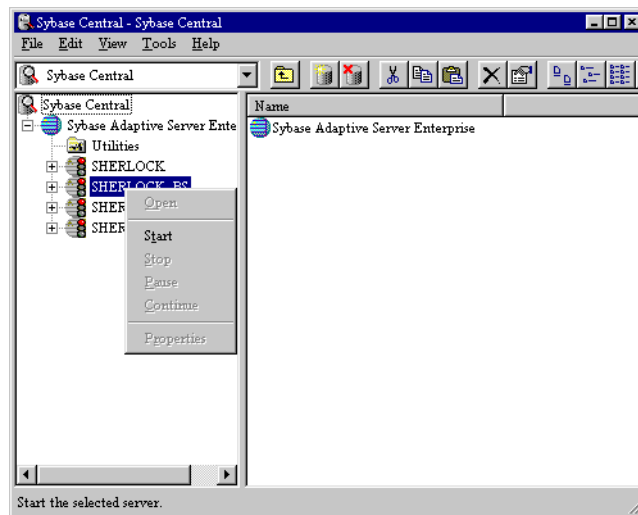 Sybase Central - Sybase Central
File Edit View Tools Help
Sybase Central
Sybase Central
Name
Sybase Adaptive Server Ente
Sybase Adaptive Server Enterprise
Utilities
SHERLOCK
SHERLOCK_BS
SHER
SHER
Open
Start
Stop
Pause
Continue
Properties
Start the selected server.